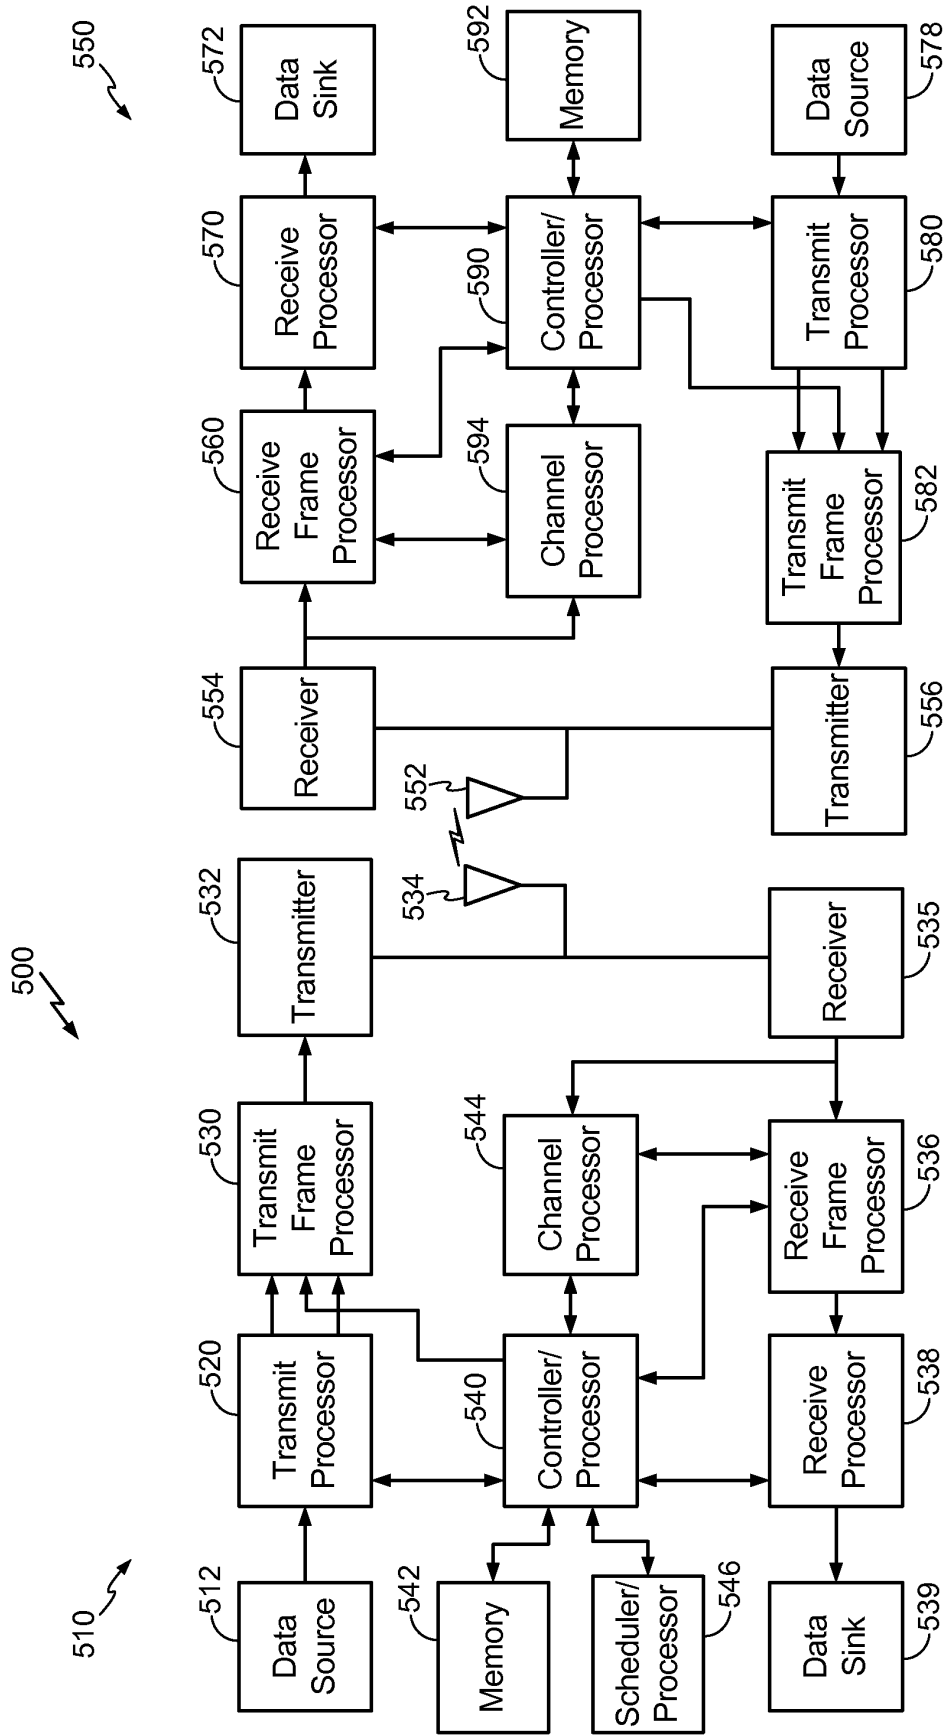 500
510
550
512
Data
Source
520
Transmit
Processor
530
Transmit
Frame
Processor
532
Transmitter
554
Receiver
560
Receive
Frame
Processor
570
Receive
Processor
572
Data
Sink
542
Memory
540
Controller/
Processor
544
Channel
Processor
534
552
594
Channel
Processor
590
Controller/
Processor
592
Memory
Scheduler/
Processor
546
Data
Sink
539
Receive
Processor
538
Receive
Frame
Processor
536
Receiver
535
Transmitter
556
Transmit
Frame
Processor
582
Transmit
Processor
580
Data
Source
578